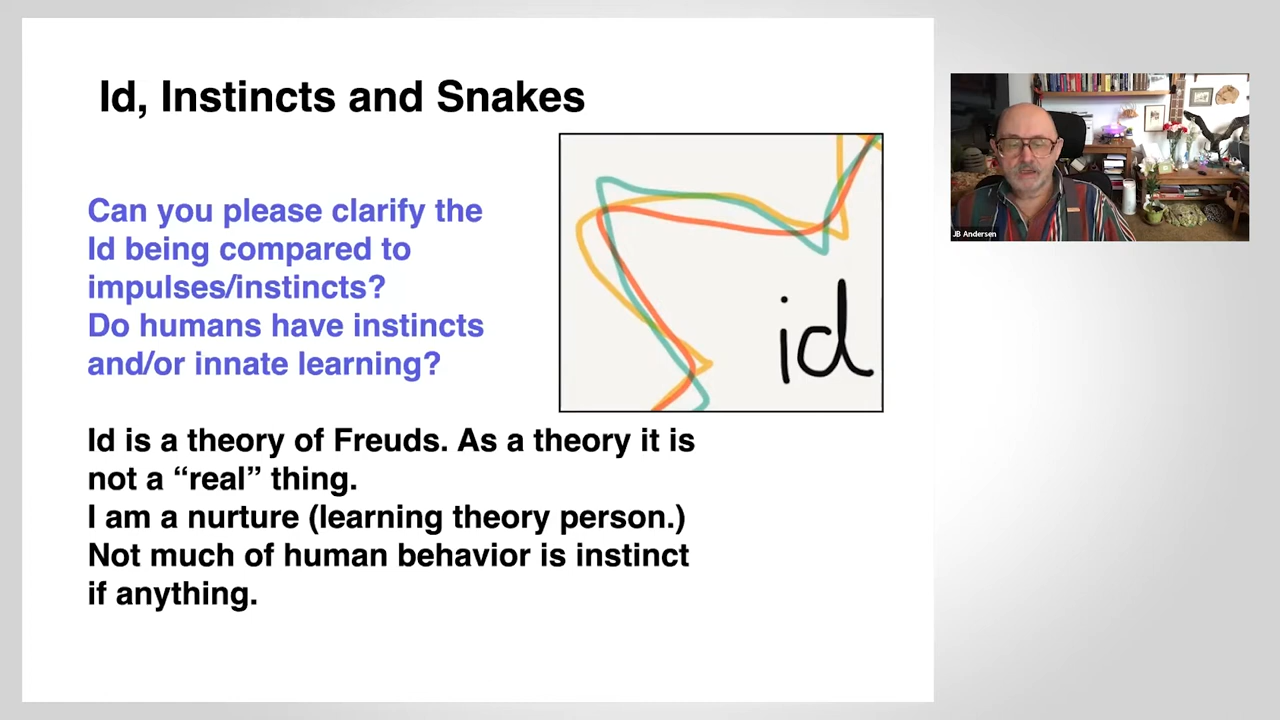 Id, Instincts and Snakes
Can you please clarify the
Id being compared to
impulses/instincts?
Do humans have instincts
and/or innate learning?
id
Id is a theory of Freuds. As a theory it is
not a “real” thing.
I am a nurture (learning theory person.)
Not much of human behavior is instinct
if anything.
JB Andersen